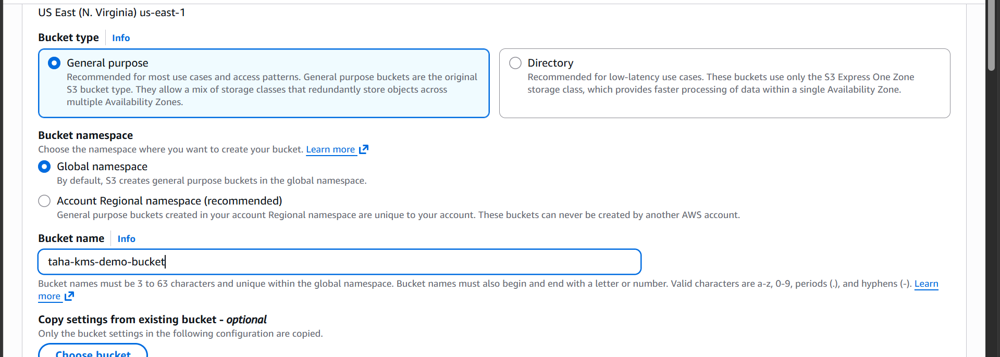 US East (N. Virginia) us-east-1
Bucket type Info
General purpose
Recommended for most use cases and access patterns. General purpose buckets are the original
S3 bucket type. They allow a mix of storage classes that redundantly store objects across
multiple Availability Zones.
Directory
Recommended for low-latency use cases. These buckets use only the S3 Express One Zone
storage class, which provides faster processing of data within a single Availability Zone.
Bucket namespace
Choose the namespace where you want to create your bucket. Learn more
Global namespace
By default, S3 creates general purpose buckets in the global namespace.
Account Regional namespace (recommended)
General purpose buckets created in your account Regional namespace are unique to your account. These buckets can never be created by another AWS account.
Bucket name Info
taha-kms-demo-bucket
Bucket names must be 3 to 63 characters and unique within the global namespace. Bucket names must also begin and end with a letter or number. Valid characters are a-z, 0-9, periods (.), and hyphens (-). Learn
more
Copy settings from existing bucket - optional
Only the bucket settings in the following configuration are copied.
Choose bucket